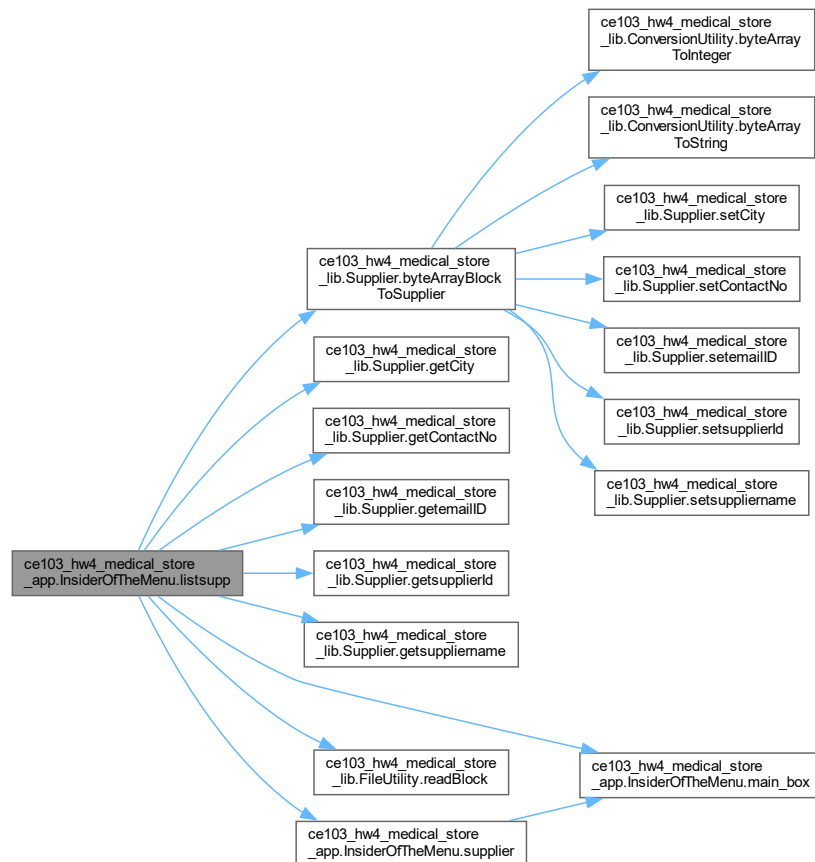 ce103_hw4_medical_store
_lib.ConversionUtility.byteArray
ToInteger
ce103_hw4_medical_store
_lib.ConversionUtility.byteArray
ToString
ce103_hw4_medical_store
_lib.Supplier.setCity
ce103_hw4_medical_store
_lib.Supplier.byteArrayBlock
ToSupplier
ce103_hw4_medical_store
_lib.Supplier.setContactNo
ce103_hw4_medical_store
_lib.Supplier.setemailID
ce103_hw4_medical_store
_lib.Supplier.getCity
ce103_hw4_medical_store
_lib.Supplier.setsupplierId
ce103_hw4_medical_store
_lib.Supplier.getContactNo
ce103_hw4_medical_store
_lib.Supplier.setsuppliername
ce103_hw4_medical_store
_lib.Supplier.getemailID
ce103_hw4_medical_store
_app.InsiderOfTheMenu.listsupp
ce103_hw4_medical_store
_lib.Supplier.getsupplierId
ce103_hw4_medical_store
_lib.Supplier.getsuppliername
ce103_hw4_medical_store
_lib.FileUtility.readBlock
ce103_hw4_medical_store
_app.InsiderOfTheMenu.main_box
ce103_hw4_medical_store
_app.InsiderOfTheMenu.supplier